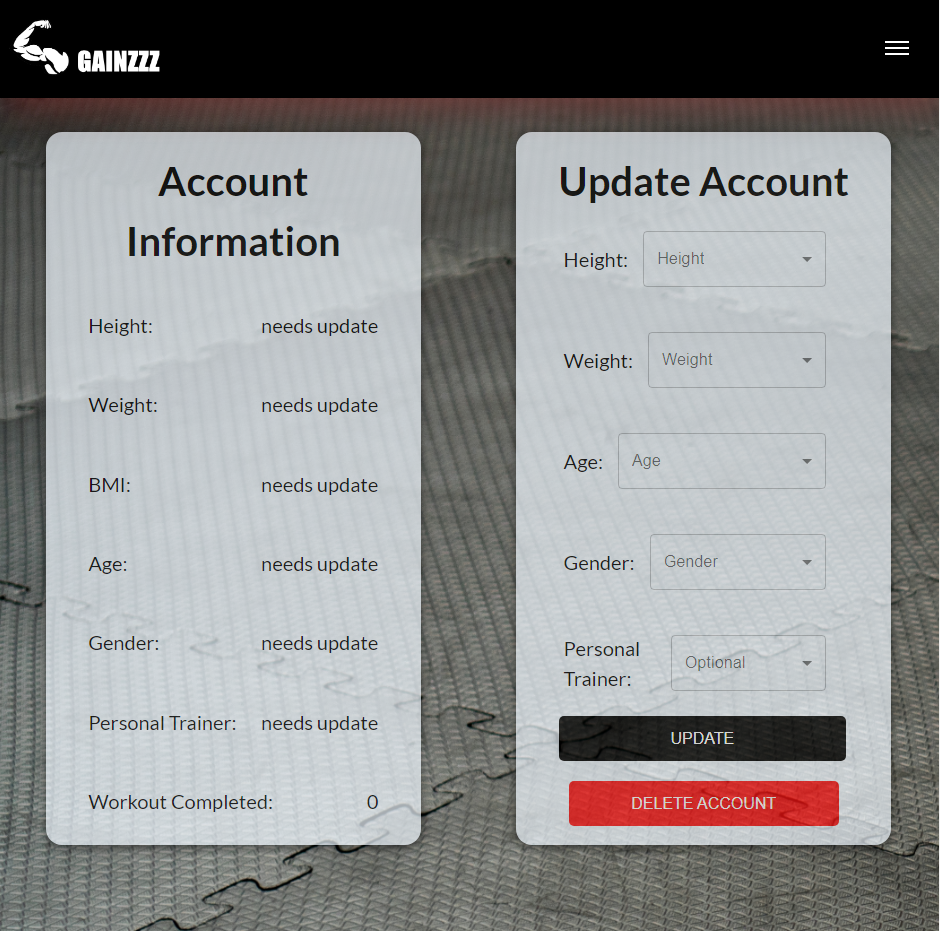 GAINZZZ
Account
Information
Height: needs update
Weight: needs update
BMI: needs update
Age: needs update
Gender: needs update
Personal Trainer: needs update
Workout Completed: 0
Update Account
Height: Height
Weight: Weight
Age: Age
Gender: Gender
Personal
Trainer: Optional
UPDATE
DELETE ACCOUNT